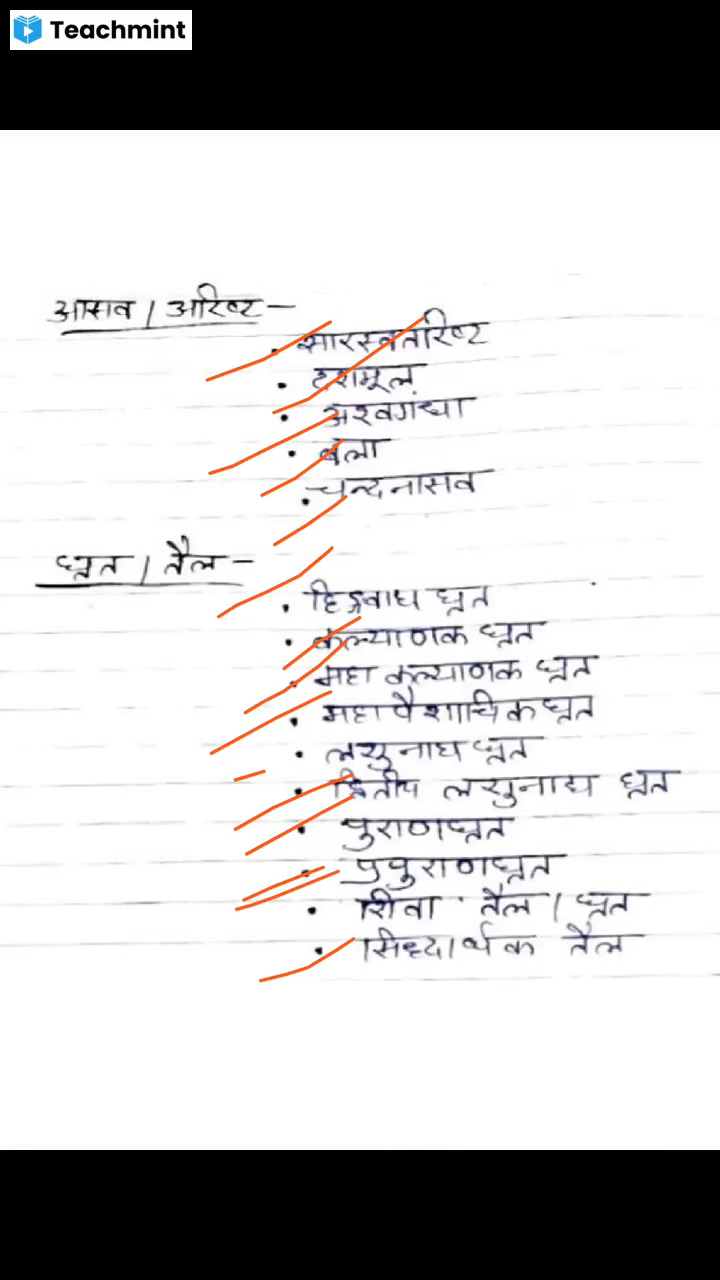 Teachmint
आसव / अरिष्ट –
• सारस्वतारिष्ट
• दशमूल
• अश्वगंधा
• बला
• चन्दनासव
घृत / तैल –
• हिङ्ग्वाद्य घृत
• कल्याणक घृत
• महा कल्याणक घृत
• महा पैशाचिक घृत
• लशुनाद्य घृत
• द्वितीय लशुनाद्य घृत
• पुराणघृत
• प्रपुराणघृत
• शिवा तैल / घृत
• सिध्दार्थक तैल